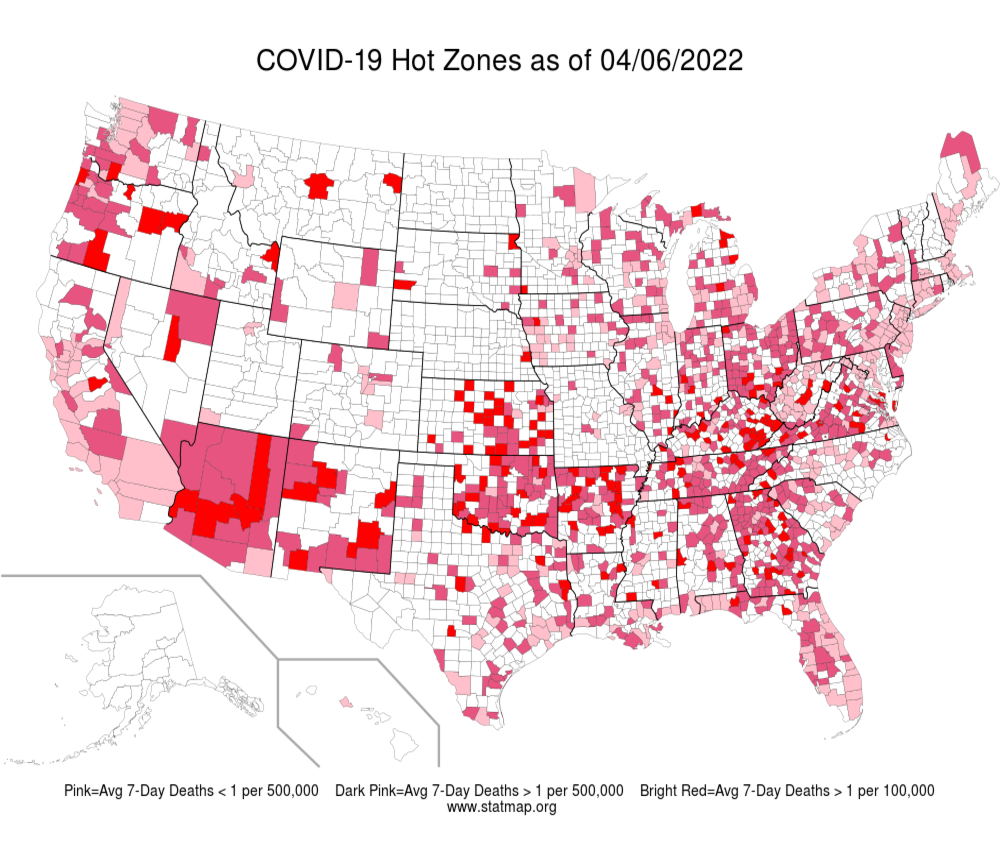 COVID-19 Hot Zones as of 04/06/2022
Pink=Avg 7-Day Deaths < 1 per 500,000 Dark Pink=Avg 7-Day Deaths > 1 per 500,000 Bright Red=Avg 7-Day Deaths > 1 per 100,000
www.statmap.org